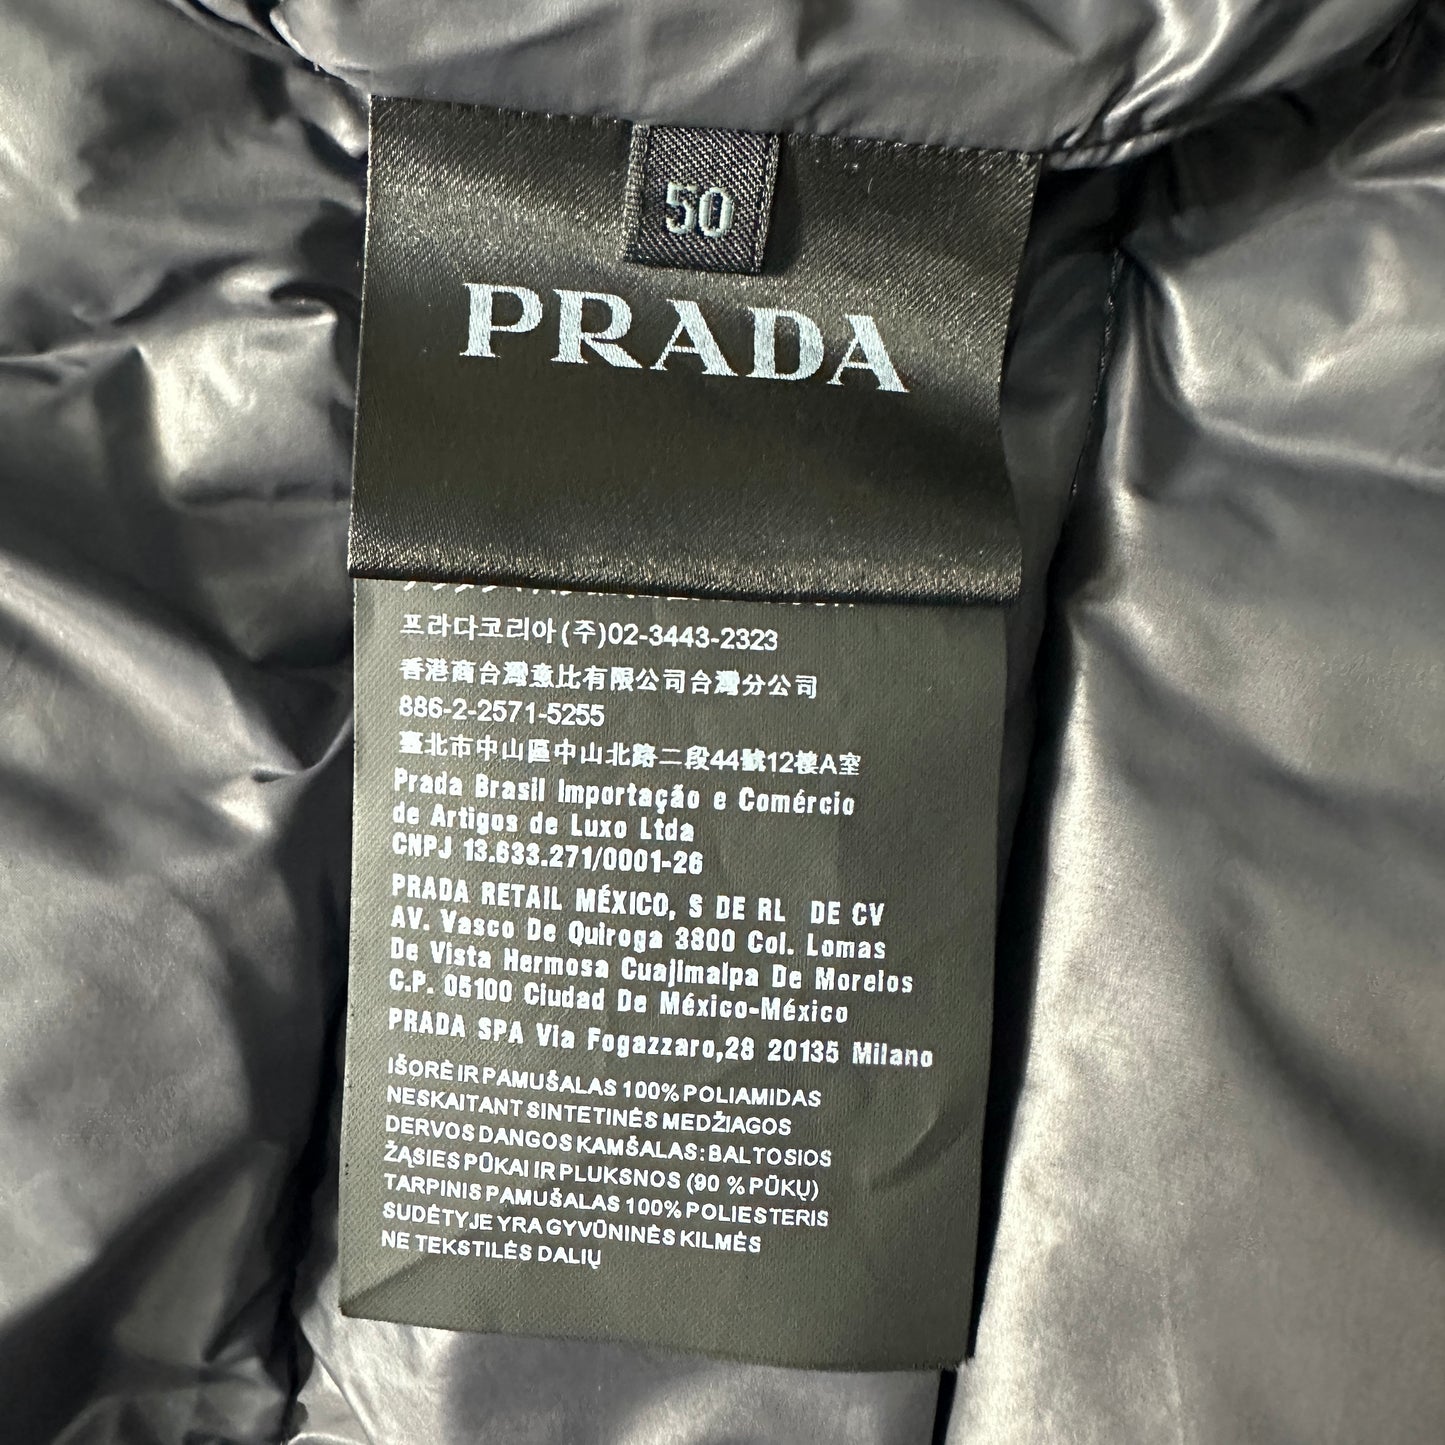 50
PRADA
프라다코리아(주)02-3443-2323
香港商台灣意比有限公司台灣分公司
886-2-2571-5255
臺北市中山區中山北路二段44號12樓A室
Prada Brasil Importação e Comércio
de Artigos de Luxo Ltda
CNPJ 13.633.271/0001-26
PRADA RETAIL MÉXICO, S DE RL DE CV
AV. Vasco De Quiroga 3800 Col. Lomas
De Vista Hermosa Cuajimalpa De Morelos
C.P. 05100 Ciudad De México-México
PRADA SPA Via Fogazzaro,28 20135 Milano
IŠORĖ IR PAMUŠALAS 100% POLIAMIDAS
NESKAITANT SINTETINĖS MEDŽIAGOS
DERVOS DANGOS KAMŠALAS: BALTOSIOS
ŽĄSIES PŪKAI IR PLUKSNOS (90 % PŪKŲ)
TARPINIS PAMUŠALAS 100% POLIESTERIS
SUDĖTYJE YRA GYVŪNINĖS KILMĖS
NE TEKSTILĖS DALIŲ